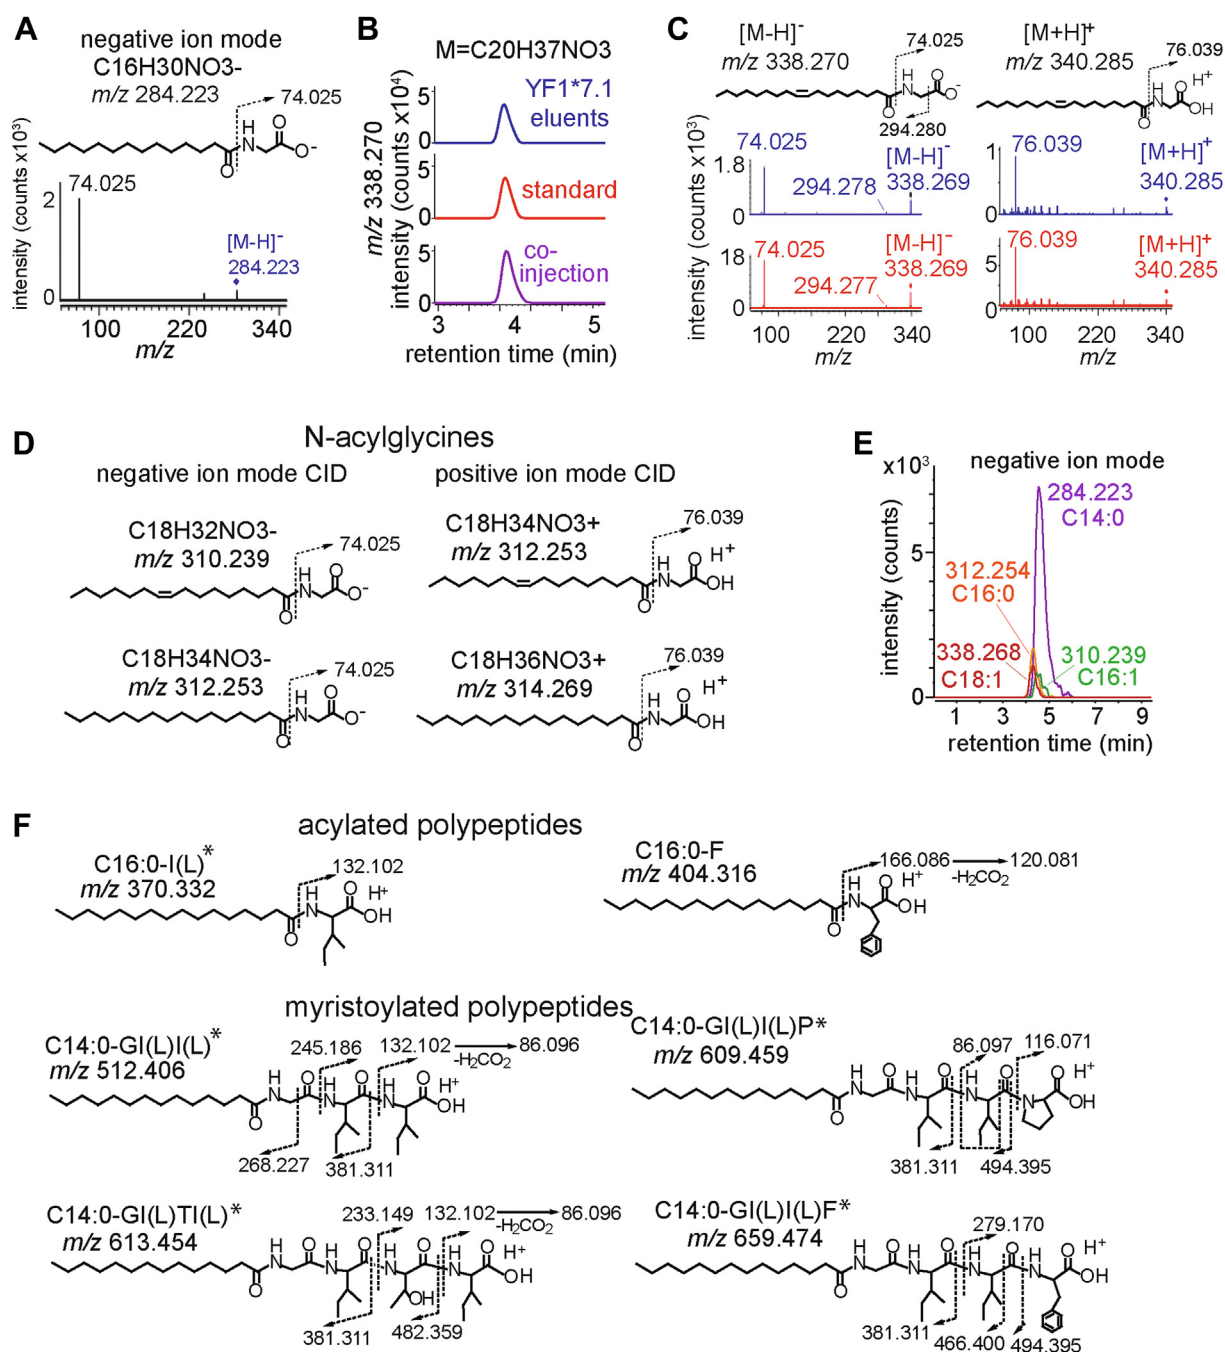 A
negative ion mode
C16H30NO3-
m/z 284.223
74.025
H
N
O
O
O-
intensity (counts x10³)
2
0
74.025
[M-H]-
284.223
100 220 340
m/z
B
M=C20H37NO3
m/z 338.270
intensity (counts x10⁴)
5
0
YF1*7.1
eluents
5
0
standard
5
0
co-
injection
3 4 5
retention time (min)
C
[M-H]-
m/z 338.270
74.025
H
N
O
O
O-
294.280
[M+H]+
m/z 340.285
76.039
H
N
O
O
OH
H+
intensity (counts x10³)
1.8
0
74.025
294.278
[M-H]-
338.269
18
0
74.025
294.277
[M-H]-
338.269
100 220 340
m/z
1
0
76.039
[M+H]+
340.285
5
0
76.039
[M+H]+
340.285
100 220 340
m/z
D
N-acylglycines
negative ion mode CID
positive ion mode CID
C18H32NO3-
m/z 310.239
74.025
H
N
O
O
O-
C18H34NO3+
m/z 312.253
76.039
H
N
O
O
OH
H+
C18H34NO3-
m/z 312.253
74.025
H
N
O
O
O-
C18H36NO3+
m/z 314.269
76.039
H
N
O
O
OH
H+
E
x10³
negative ion mode
intensity (counts)
5
0
284.223
C14:0
312.254
C16:0
338.268
C18:1
310.239
C16:1
1 3 5 7 9
retention time (min)
F
acylated polypeptides
C16:0-I(L)*
m/z 370.332
132.102
H
N
O
O
OH
H+
C16:0-F
m/z 404.316
166.086
-H2CO2
120.081
H
N
O
O
OH
H+
myristoylated polypeptides
C14:0-GI(L)I(L)*
m/z 512.406
245.186
132.102
-H2CO2
86.096
H
N
O
O
H
N
O
H
N
O
OH
H+
268.227
381.311
C14:0-GI(L)I(L)P*
m/z 609.459
86.097
116.071
H
N
O
O
H
N
O
H
N
O
N
O
OH
H+
381.311
494.395
C14:0-GI(L)TI(L)*
m/z 613.454
233.149
132.102
-H2CO2
86.096
H
N
O
O
H
N
O
H
N
O
OH
H
N
O
OH
H+
381.311
482.359
C14:0-GI(L)I(L)F*
m/z 659.474
279.170
H
N
O
O
H
N
O
H
N
O
H
N
O
OH
H+
381.311
466.400
494.395